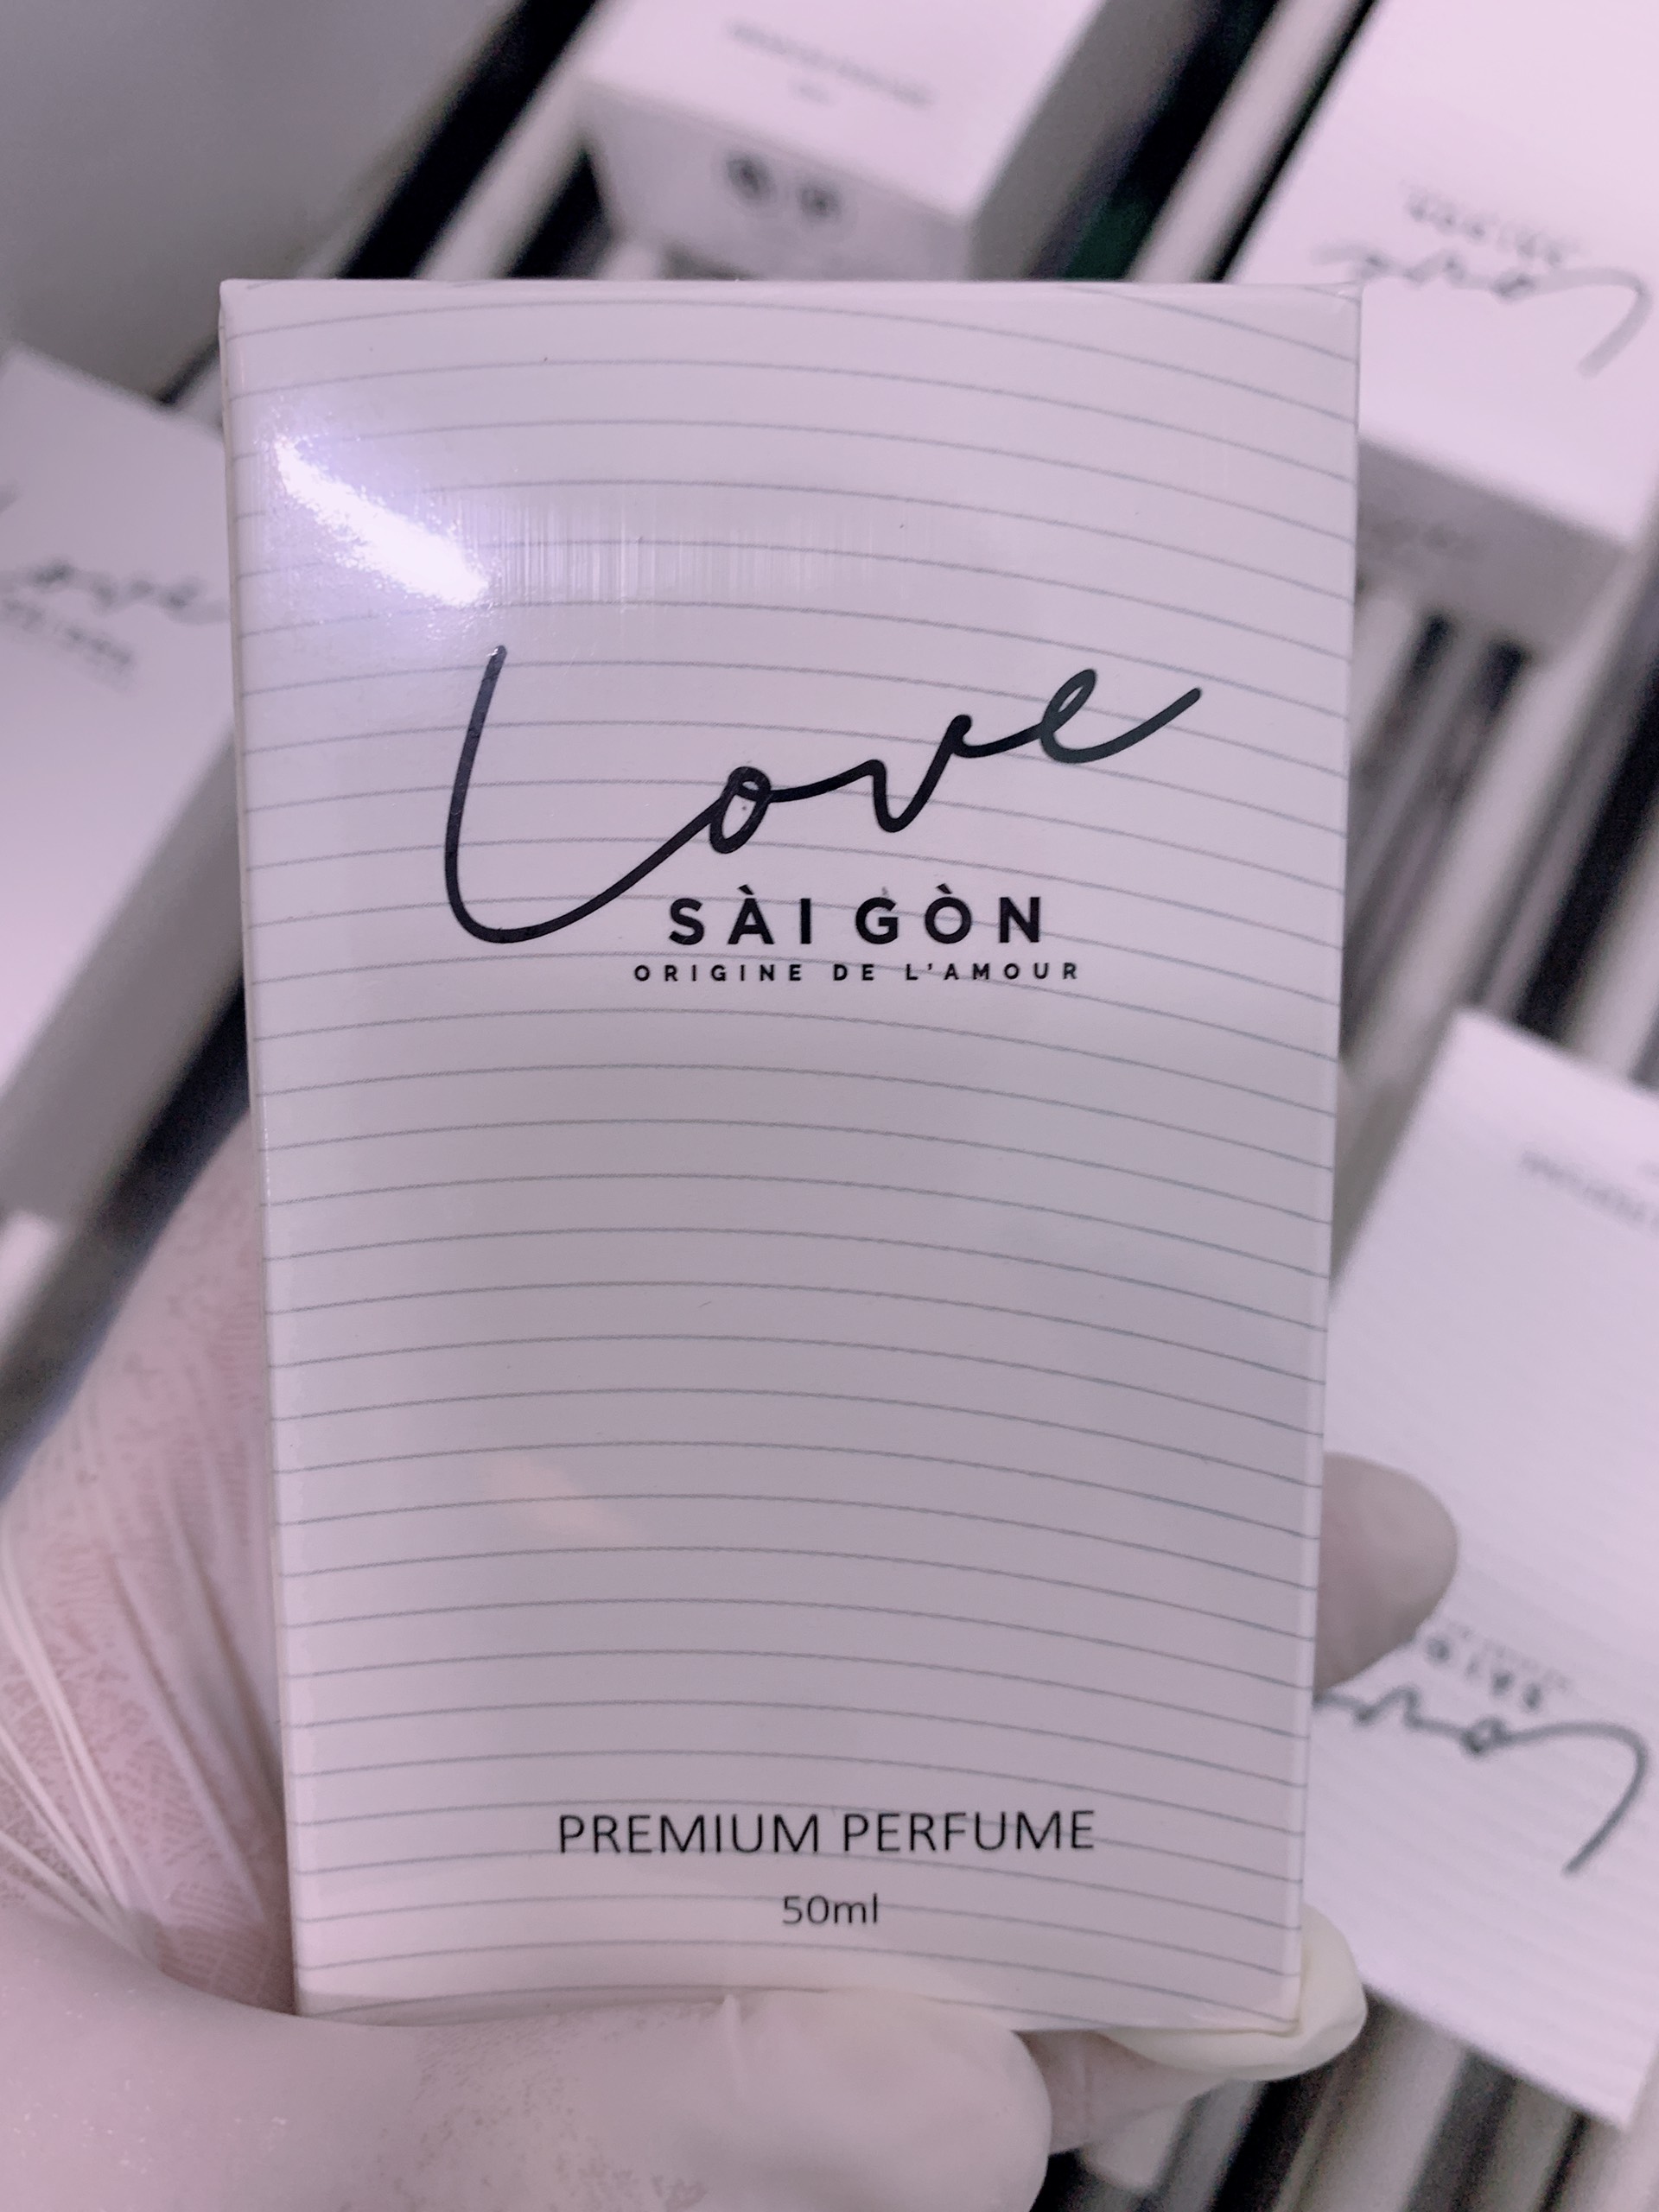 Love
SÀI GÒN
ORIGINE DE L'AMOUR
PREMIUM PERFUME
50ml